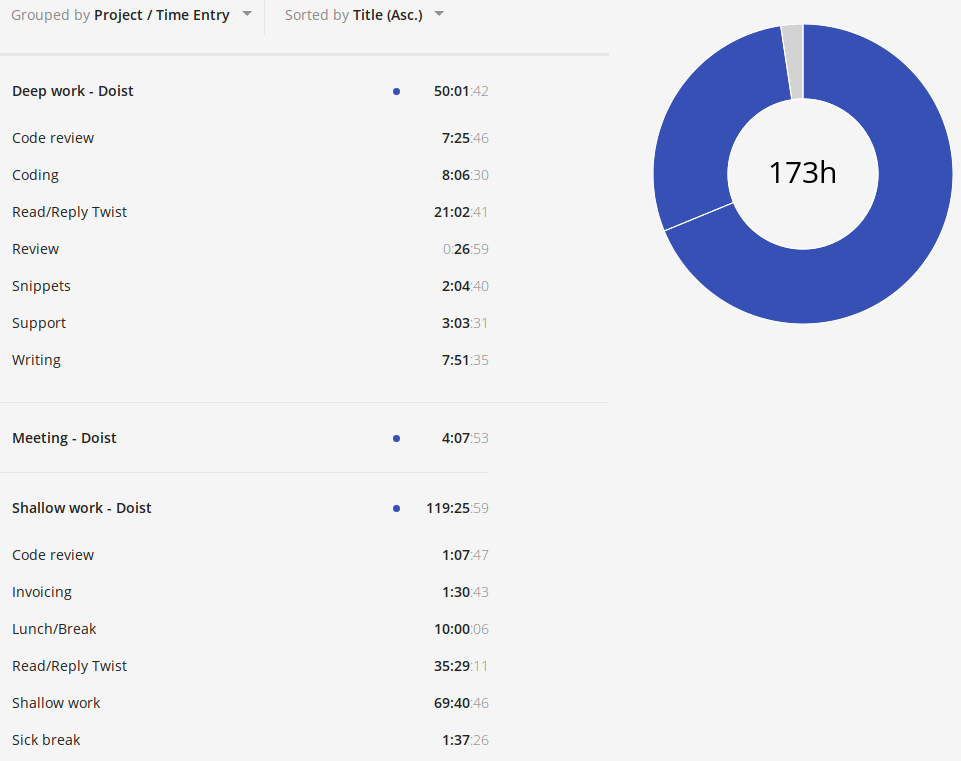 Grouped by Project / Time Entry Sorted by Title (Asc.)
Deep work - Doist 50:01:42
Code review 7:25:46
Coding 8:06:30
Read/Reply Twist 21:02:41
Review 0:26:59
Snippets 2:04:40
Support 3:03:31
Writing 7:51:35
Meeting - Doist 4:07:53
Shallow work - Doist 119:25:59
Code review 1:07:47
Invoicing 1:30:43
Lunch/Break 10:00:06
Read/Reply Twist 35:29:11
Shallow work 69:40:46
Sick break 1:37:26
173h